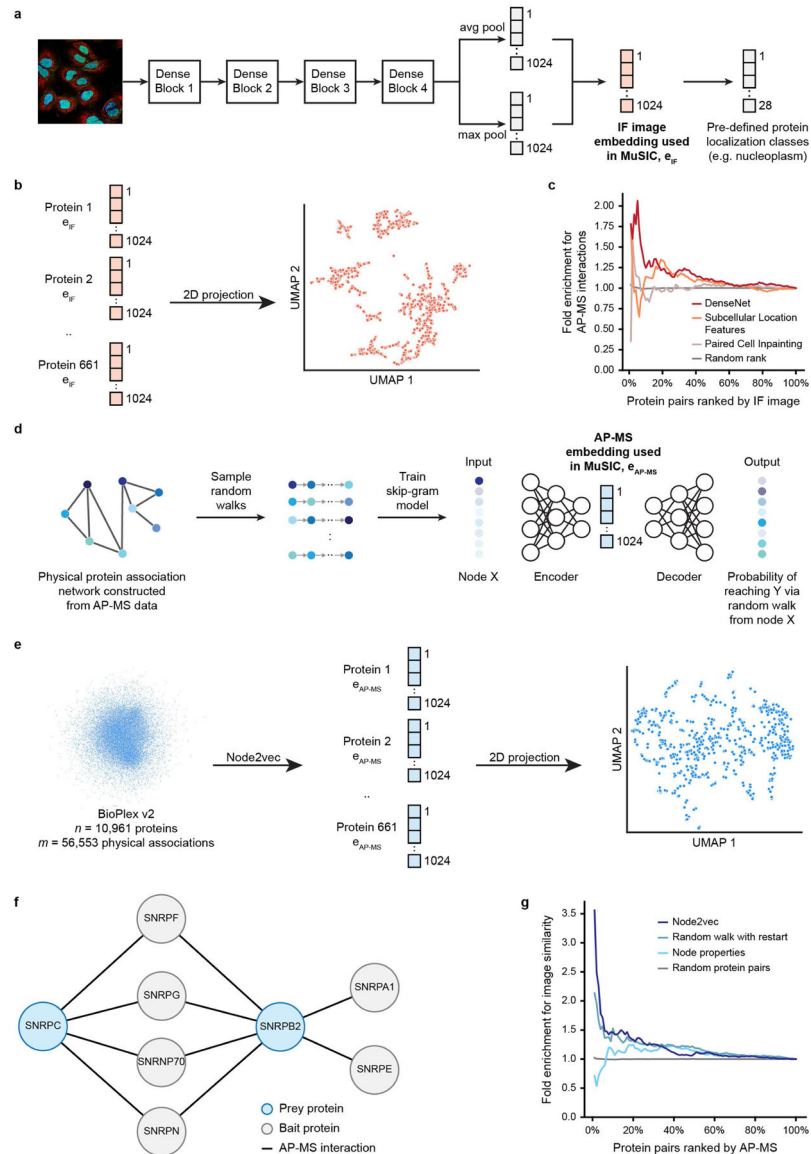 a
Dense
Block 1
Dense
Block 2
Dense
Block 3
Dense
Block 4
avg pool
1
1024
max pool
1
1024
1
1024
IF image
embedding used
in MuSIC, eIF
1
28
Pre-defined protein
localization classes
(e.g. nucleoplasm)
b
Protein 1
eIF
1
1024
Protein 2
eIF
1
1024
..
Protein 661
eIF
1
1024
2D projection
UMAP 2
UMAP 1
c
Fold enrichment for
AP-MS interactions
2.00
1.75
1.50
1.25
1.00
0.75
0.50
0.25
0.00
DenseNet
Subcellular Location
Features
Paired Cell Inpainting
Random rank
0%
20%
40%
60%
80%
100%
Protein pairs ranked by IF image
d
Physical protein association
network constructed
from AP-MS data
Sample
random
walks
Train
skip-gram
model
Input
Node X
AP-MS
embedding used
in MuSIC, eAP-MS
1
1024
Encoder
Decoder
Output
Probability of
reaching Y via
random walk
from node X
e
BioPlex v2
n = 10,961 proteins
m = 56,553 physical associations
Node2vec
Protein 1
eAP-MS
1
1024
Protein 2
eAP-MS
1
1024
..
Protein 661
eAP-MS
1
1024
2D projection
UMAP 2
UMAP 1
f
SNRPF
SNRPG
SNRPC
SNRPB2
SNRPA1
SNRNP70
SNRPE
SNRPN
Prey protein
Bait protein
AP-MS interaction
g
Fold enrichment for image similarity
3.5
3.0
2.5
2.0
1.5
1.0
0.5
0.0
Node2vec
Random walk with restart
Node properties
Random protein pairs
0%
20%
40%
60%
80%
100%
Protein pairs ranked by AP-MS